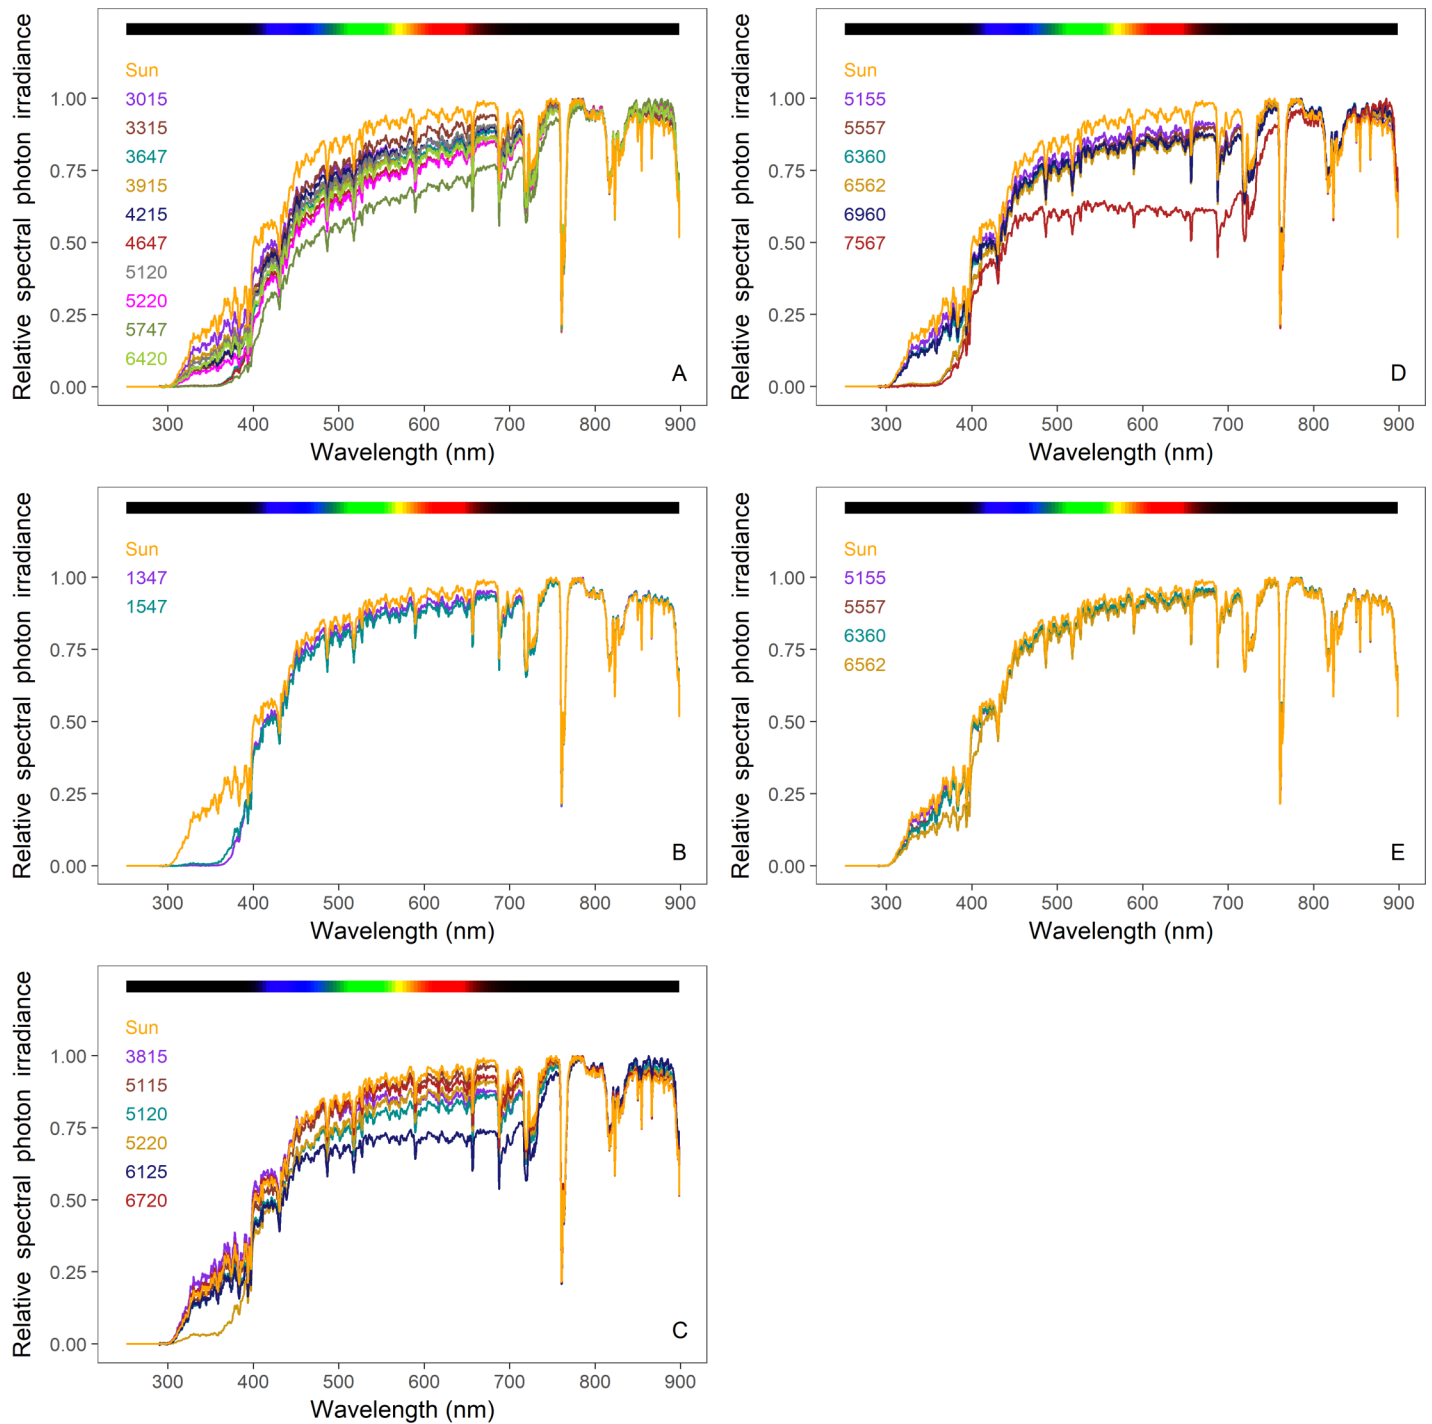 Relative spectral photon irradiance
Sun
3015
3315
3647
3915
4215
4647
5120
5220
5747
6420
1.00
0.75
0.50
0.25
0.00
A
300 400 500 600 700 800 900
Wavelength (nm)
Relative spectral photon irradiance
Sun
5155
5557
6360
6562
6960
7567
1.00
0.75
0.50
0.25
0.00
D
300 400 500 600 700 800 900
Wavelength (nm)
Relative spectral photon irradiance
Sun
1347
1547
1.00
0.75
0.50
0.25
0.00
B
300 400 500 600 700 800 900
Wavelength (nm)
Relative spectral photon irradiance
Sun
5155
5557
6360
6562
1.00
0.75
0.50
0.25
0.00
E
300 400 500 600 700 800 900
Wavelength (nm)
Relative spectral photon irradiance
Sun
3815
5115
5120
5220
6125
6720
1.00
0.75
0.50
0.25
0.00
C
300 400 500 600 700 800 900
Wavelength (nm)